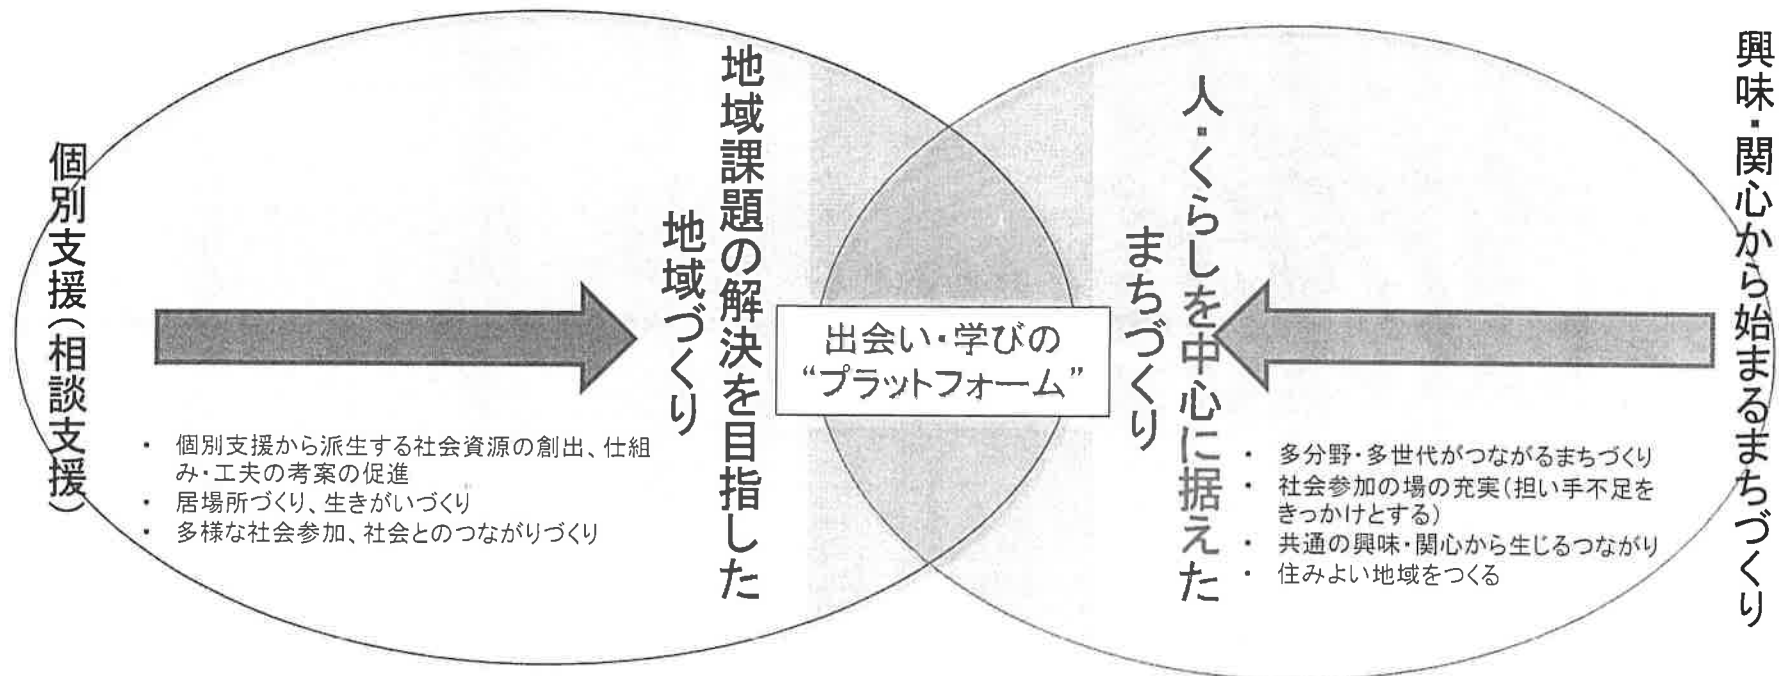 個別支援(相談支援)
地域課題の解決を目指した
地域づくり
・ 個別支援から派生する社会資源の創出、仕組
み・工夫の考案の促進
・ 居場所づくり、生きがいづくり
・ 多様な社会参加、社会とのつながりづくり
出会い・学びの
“プラットフォーム”
人・くらしを中心に据えた
まちづくり
・ 多分野・多世代がつながるまちづくり
・ 社会参加の場の充実(担い手不足を
きっかけとする)
・ 共通の興味・関心から生じるつながり
・ 住みよい地域をつくる
興味・関心から始まるまちづくり